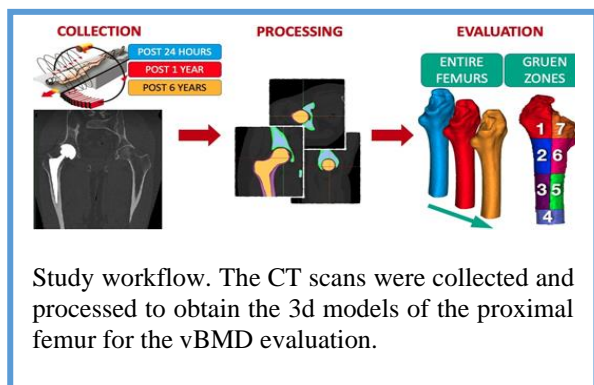 COLLECTION
PROCESSING
EVALUATION
POST 24 HOURS
POST 1 YEAR
POST 6 YEARS
ENTIRE
FEMURS
GRUEN
ZONES
1 7
2 6
3 5
4
Study workflow. The CT scans were collected and
processed to obtain the 3d models of the proximal
femur for the vBMD evaluation.